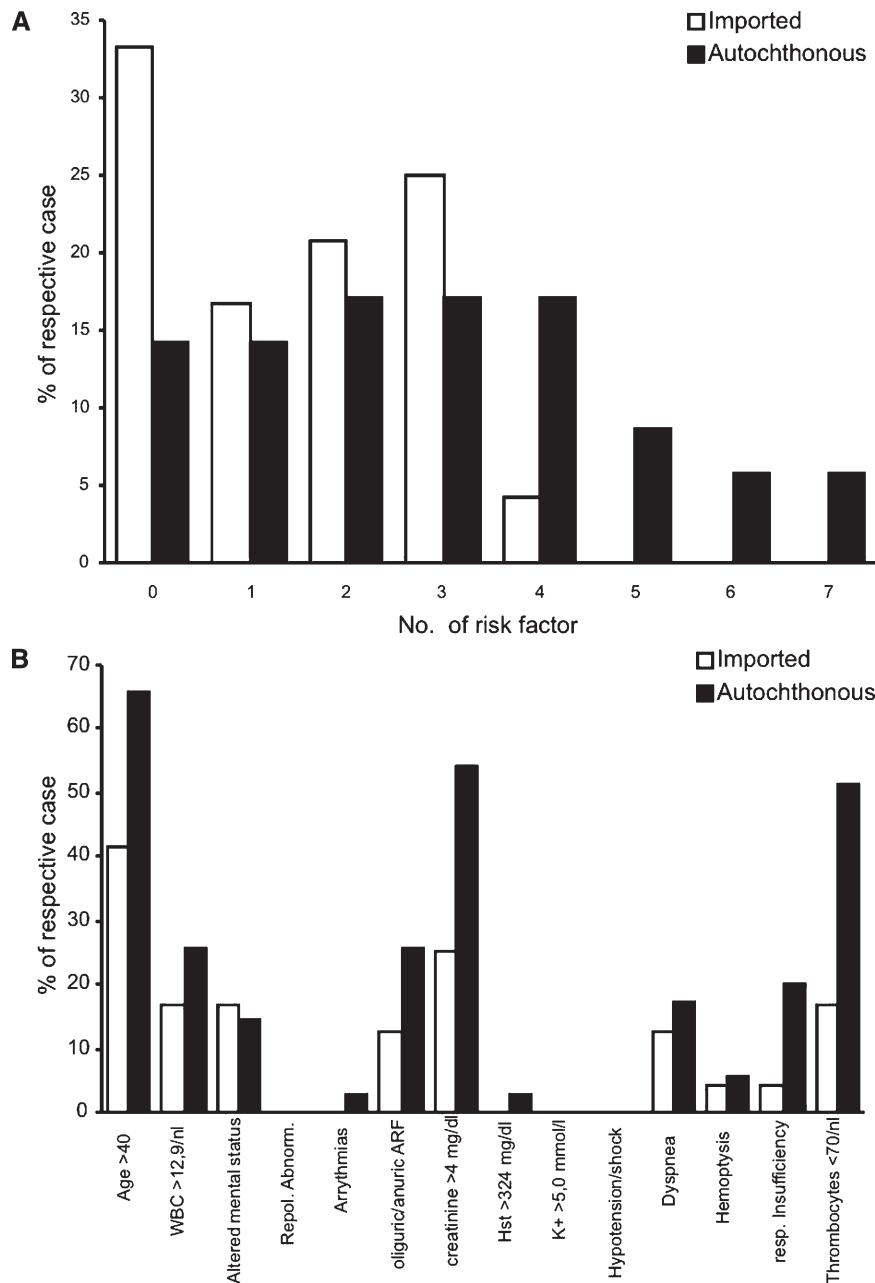 A
Imported
Autochthonous
35
30
25
20
15
10
5
0
% of respective case
0 1 2 3 4 5 6 7
No. of risk factor
B
Imported
Autochthonous
70
60
50
40
30
20
10
0
% of respective case
Age >40
WBC >12,9/nl
Altered mental status
Repol. Abnorm.
Arrythmias
oliguric/anuric ARF
creatinine >4 mg/dl
Hst >324 mg/dl
K+ >5,0 mmol/l
Hypotension/shock
Dyspnea
Hemoptysis
resp. Insufficiency
Thrombocytes <70/nl